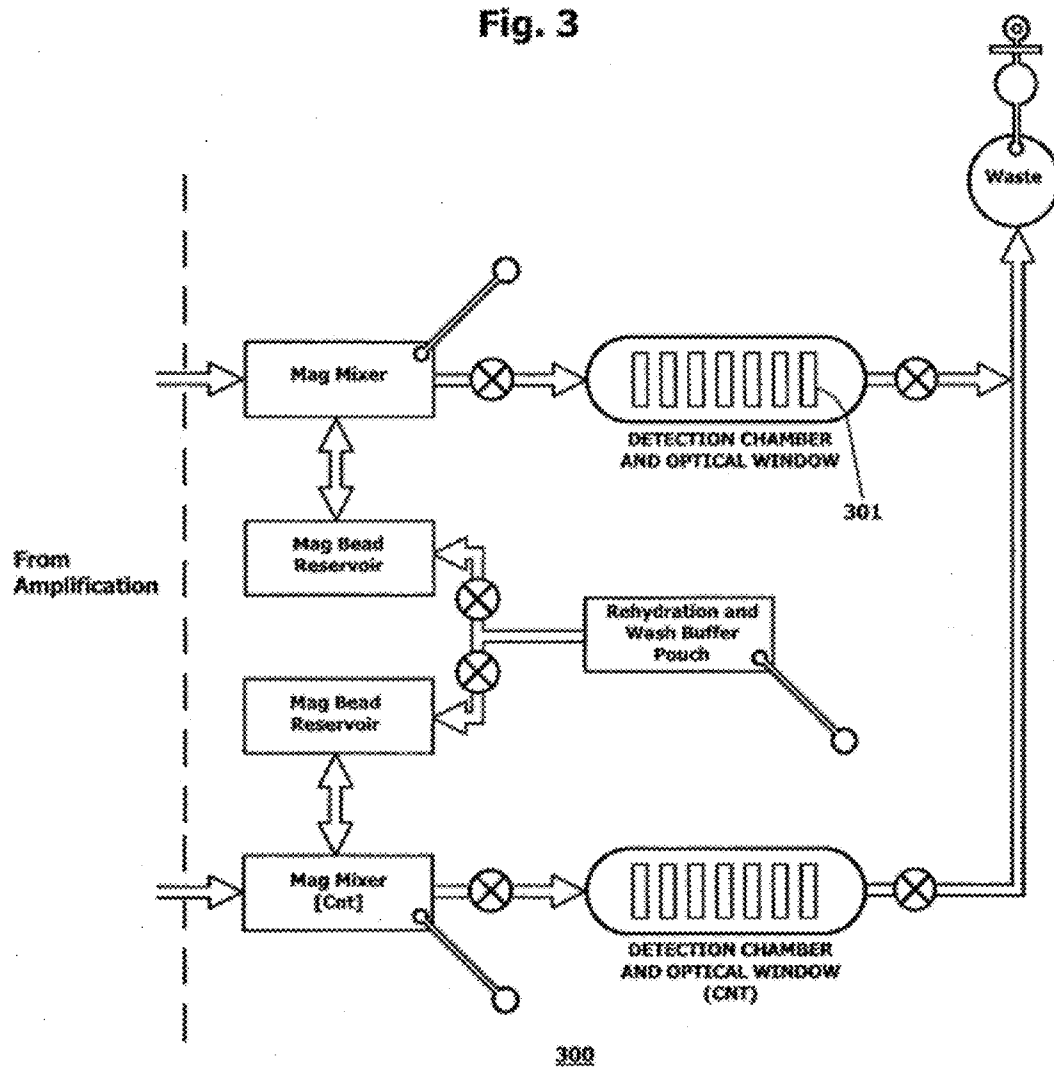 Fig. 3
Waste
Mag Mixer
DETECTION CHAMBER
AND OPTICAL WINDOW
301
From
Amplification
Mag Bead
Reservoir
Rehydration and
Wash Buffer
Pouch
Mag Bead
Reservoir
Mag Mixer
[Cnt]
DETECTION CHAMBER
AND OPTICAL WINDOW
(CNT)
300